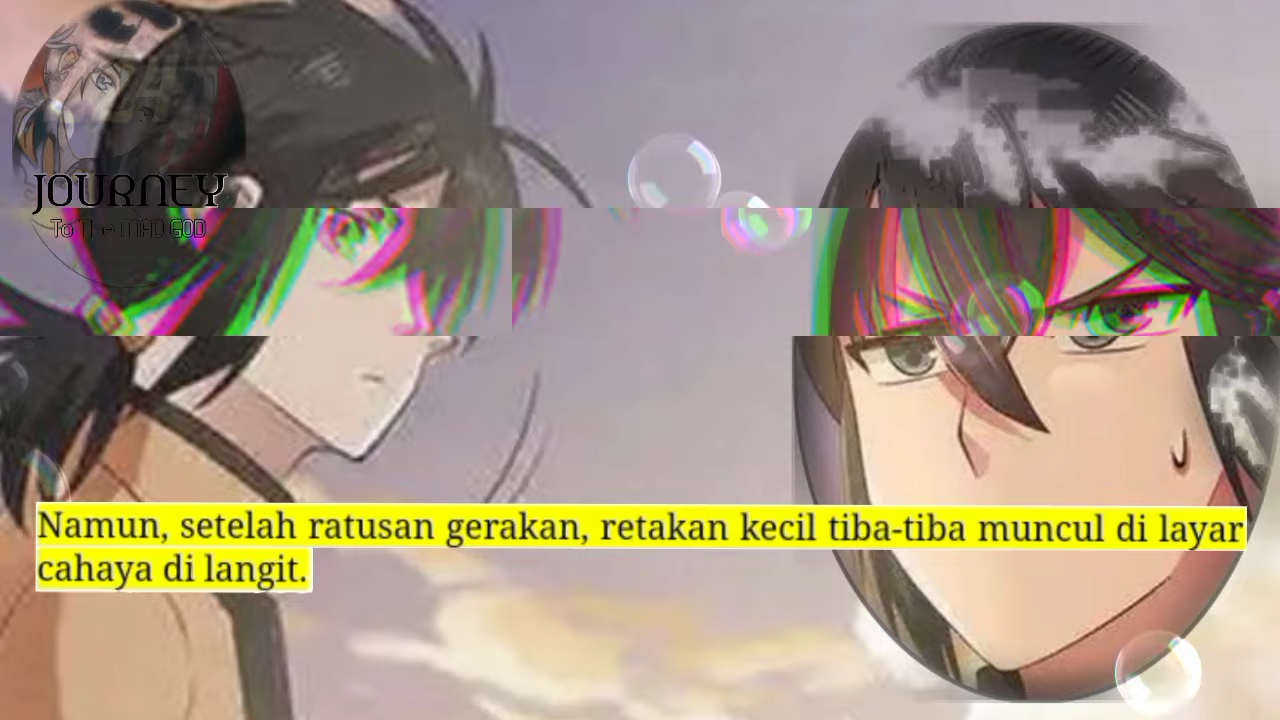 JOURNEY
To The MAD GOD
Namun, setelah ratusan gerakan, retakan kecil tiba-tiba muncul di layar
cahaya di langit.